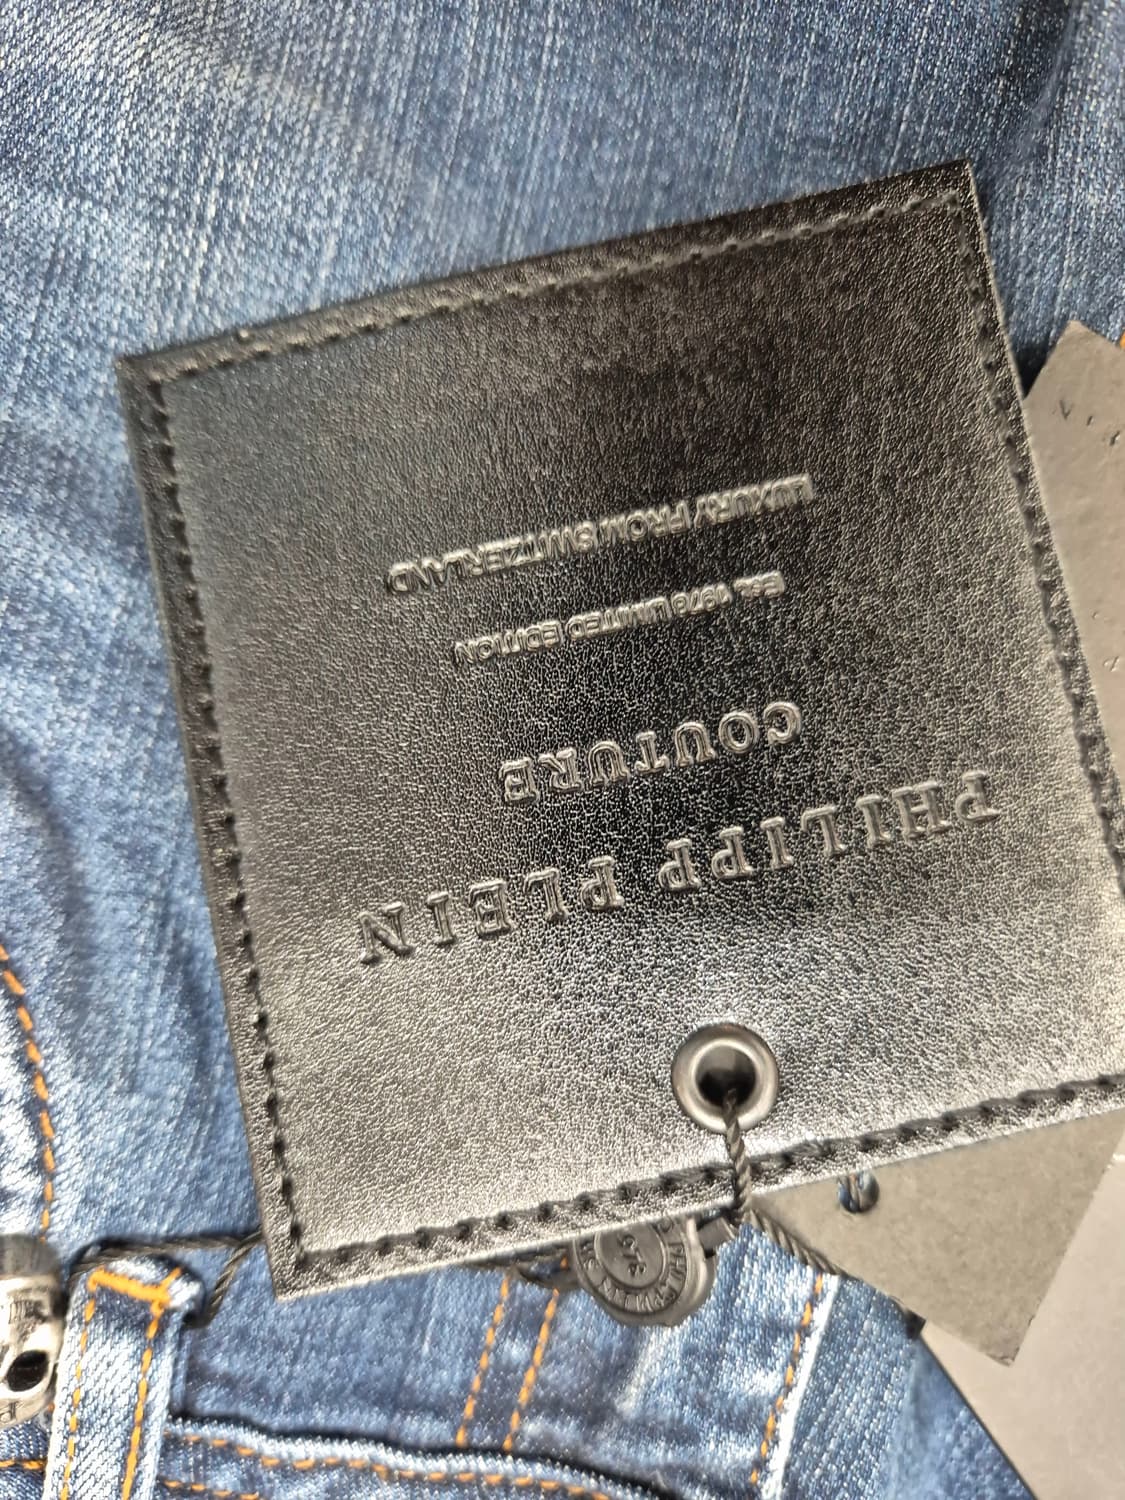 PHILIPP PLEIN
COUTURE
Est. 1978 LIMITED EDITION
LUXURY FROM SWITZERLAND